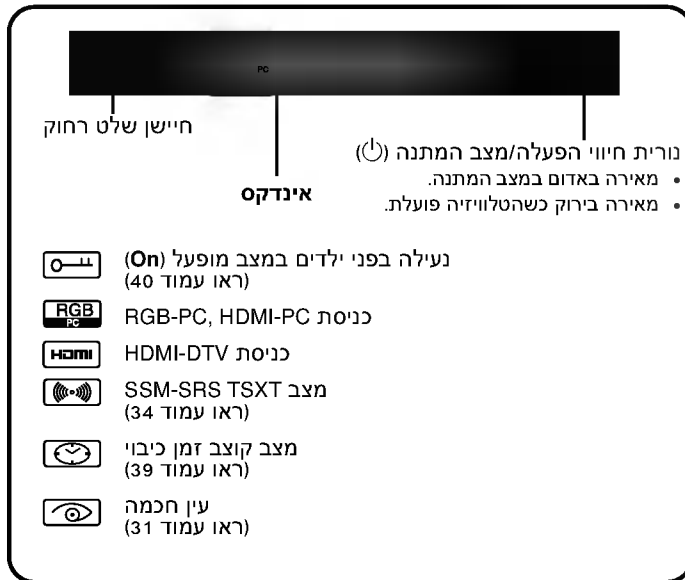 PC
חיישן שלט רחוק
נורית חיווי הפעלה/מצב המתנה (⏻)
• מאירה באדום במצב המתנה.
• מאירה בירוק כשהטלוויזיה פועלת.
אינדקס
נעילה בפני ילדים במצב מופעל (On)
(ראו עמוד 40)
RGB
PC
כניסת RGB-PC, HDMI-PC
HDMI
כניסת HDMI-DTV
מצב SSM-SRS TSXT
(ראו עמוד 34)
מצב קוצב זמן כיבוי
(ראו עמוד 39)
עין חכמה
(ראו עמוד 31)